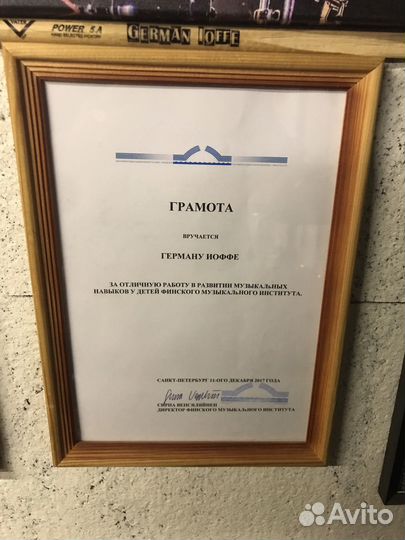 POWER 5A
GERMAN IOFFE
ГРАМОТА
ВРУЧАЕТСЯ
ГЕРМАНУ ИОФФЕ
ЗА ОТЛИЧНУЮ РАБОТУ В РАЗВИТИИ МУЗЫКАЛЬНЫХ
НАВЫКОВ У ДЕТЕЙ ФИНСКОГО МУЗЫКАЛЬНОГО ИНСТИТУТА.
САНКТ-ПЕТЕРБУРГ 11-ОГО ДЕКАБРЯ 2017 ГОДА
СИРПА
ДИРЕКТОР ФИНСКОГО МУЗЫКАЛЬНОГО ИНСТИТУТА
Avito